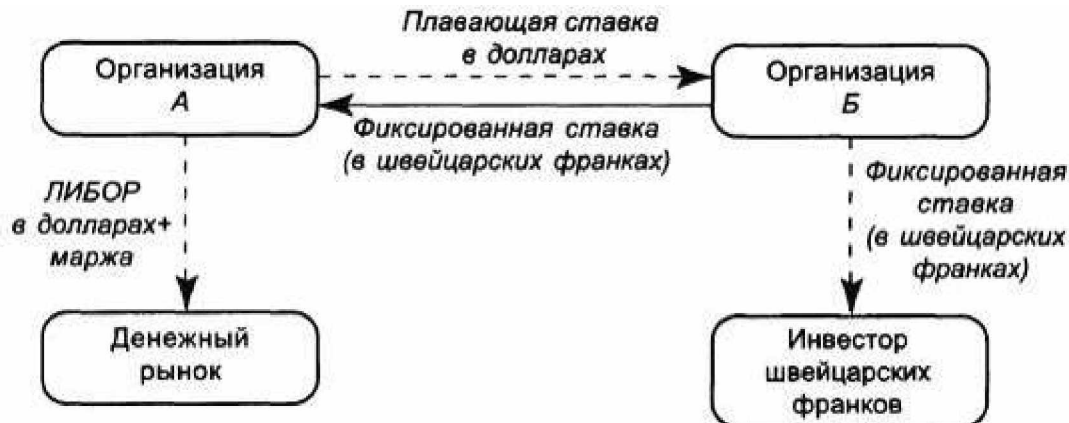 Плавающая ставка
в долларах
Организация
А
Организация
Б
Фиксированная ставка
(в швейцарских франках)
ЛИБОР
в долларах+
маржа
Фиксированная
ставка
(в швейцарских
франках)
Денежный
рынок
Инвестор
швейцарских
франков